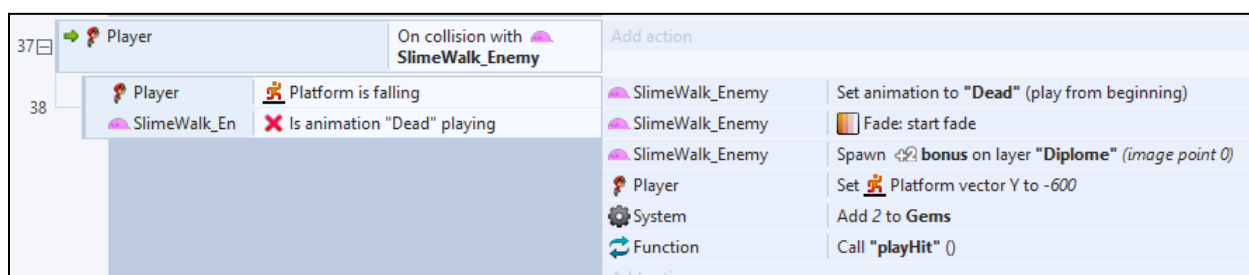 37 Player On collision with Add action
SlimeWalk_Enemy
38 Player Platform is falling SlimeWalk_Enemy Set animation to "Dead" (play from beginning)
SlimeWalk_En Is animation "Dead" playing SlimeWalk_Enemy Fade: start fade
SlimeWalk_Enemy Spawn +2 bonus on layer "Diplome" (image point 0)
Player Set Platform vector Y to -600
System Add 2 to Gems
Function Call "playHit" ()